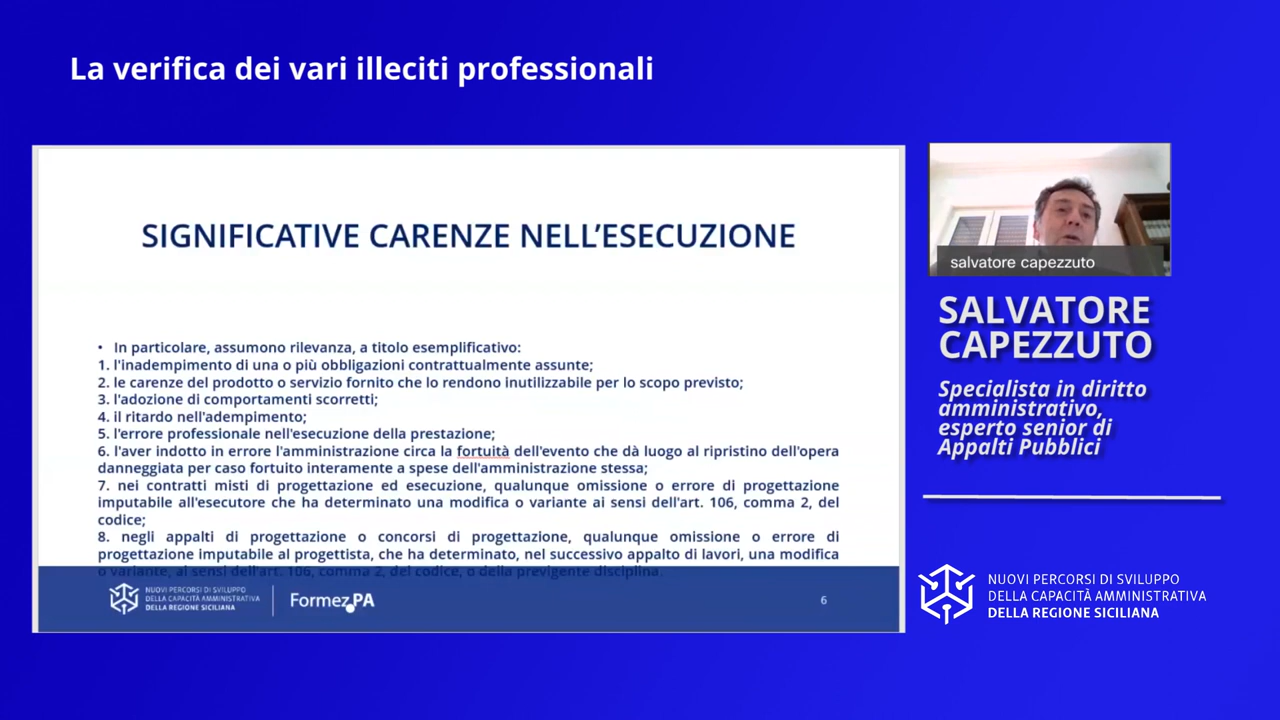 La verifica dei vari illeciti professionali
SIGNIFICATIVE CARENZE NELL'ESECUZIONE
• In particolare, assumono rilevanza, a titolo esemplificativo:
1. l'inadempimento di una o più obbligazioni contrattualmente assunte;
2. le carenze del prodotto o servizio fornito che lo rendono inutilizzabile per lo scopo previsto;
3. l'adozione di comportamenti scorretti;
4. il ritardo nell'adempimento;
5. l'errore professionale nell'esecuzione della prestazione;
6. l'aver indotto in errore l'amministrazione circa la fortuità dell'evento che dà luogo al ripristino dell'opera
danneggiata per caso fortuito interamente a spese dell'amministrazione stessa;
7. nei contratti misti di progettazione ed esecuzione, qualunque omissione o errore di progettazione
imputabile all'esecutore che ha determinato una modifica o variante ai sensi dell'art. 106, comma 2, del
codice;
8. negli appalti di progettazione o concorsi di progettazione, qualunque omissione o errore di
progettazione imputabile al progettista, che ha determinato, nel successivo appalto di lavori, una modifica
o variante, ai sensi dell'art. 106, comma 2, del codice, o della previgente disciplina.
NUOVI PERCORSI DI SVILUPPO
DELLA CAPACITÀ AMMINISTRATIVA
DELLA REGIONE SICILIANA
Formez PA
6
salvatore capezzuto
SALVATORE
CAPEZZUTO
Specialista in diritto
amministrativo,
esperto senior di
Appalti Pubblici
NUOVI PERCORSI DI SVILUPPO
DELLA CAPACITÀ AMMINISTRATIVA
DELLA REGIONE SICILIANA